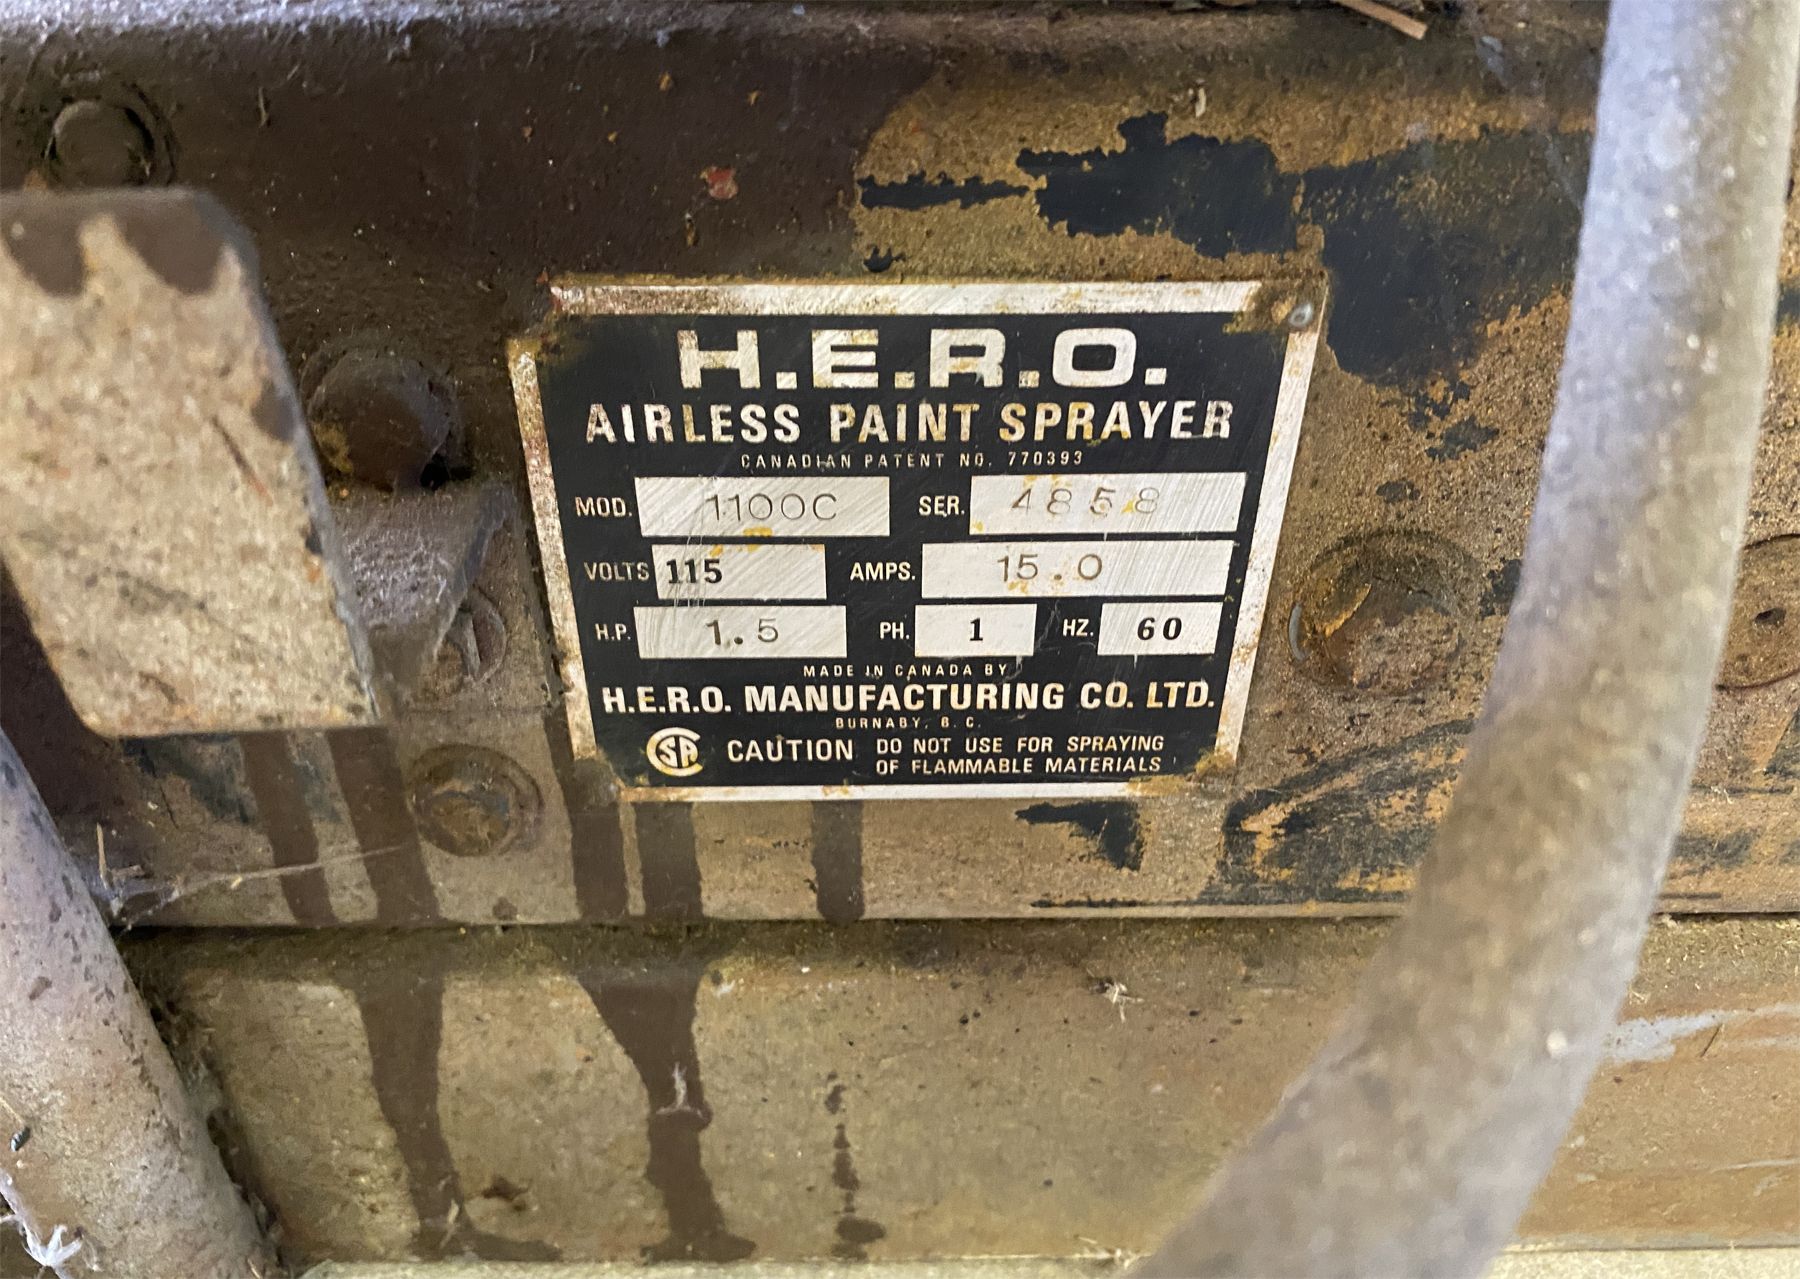 H.E.R.O.
AIRLESS PAINT SPRAYER
CANADIAN PATENT NO. 770393
MOD. 1100C SER. 4858
VOLTS 115 AMPS. 15.0
H.P. 1.5 PH. 1 HZ. 60
MADE IN CANADA BY
H.E.R.O. MANUFACTURING CO. LTD.
BURNABY, B.C.
CSA CAUTION DO NOT USE FOR SPRAYING
OF FLAMMABLE MATERIALS